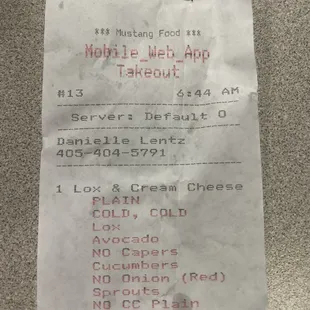 *** Mustang Food ***
Mobile_Web_App
Takeout
#13 6:44 AM
Server: Default 0
Danielle Lentz
405-404-5791
1 Lox & Cream Cheese
PLAIN
COLD, COLD
Lox
Avocado
NO Capers
Cucumbers
NO Onion (Red)
Sprouts
NO CC Plain